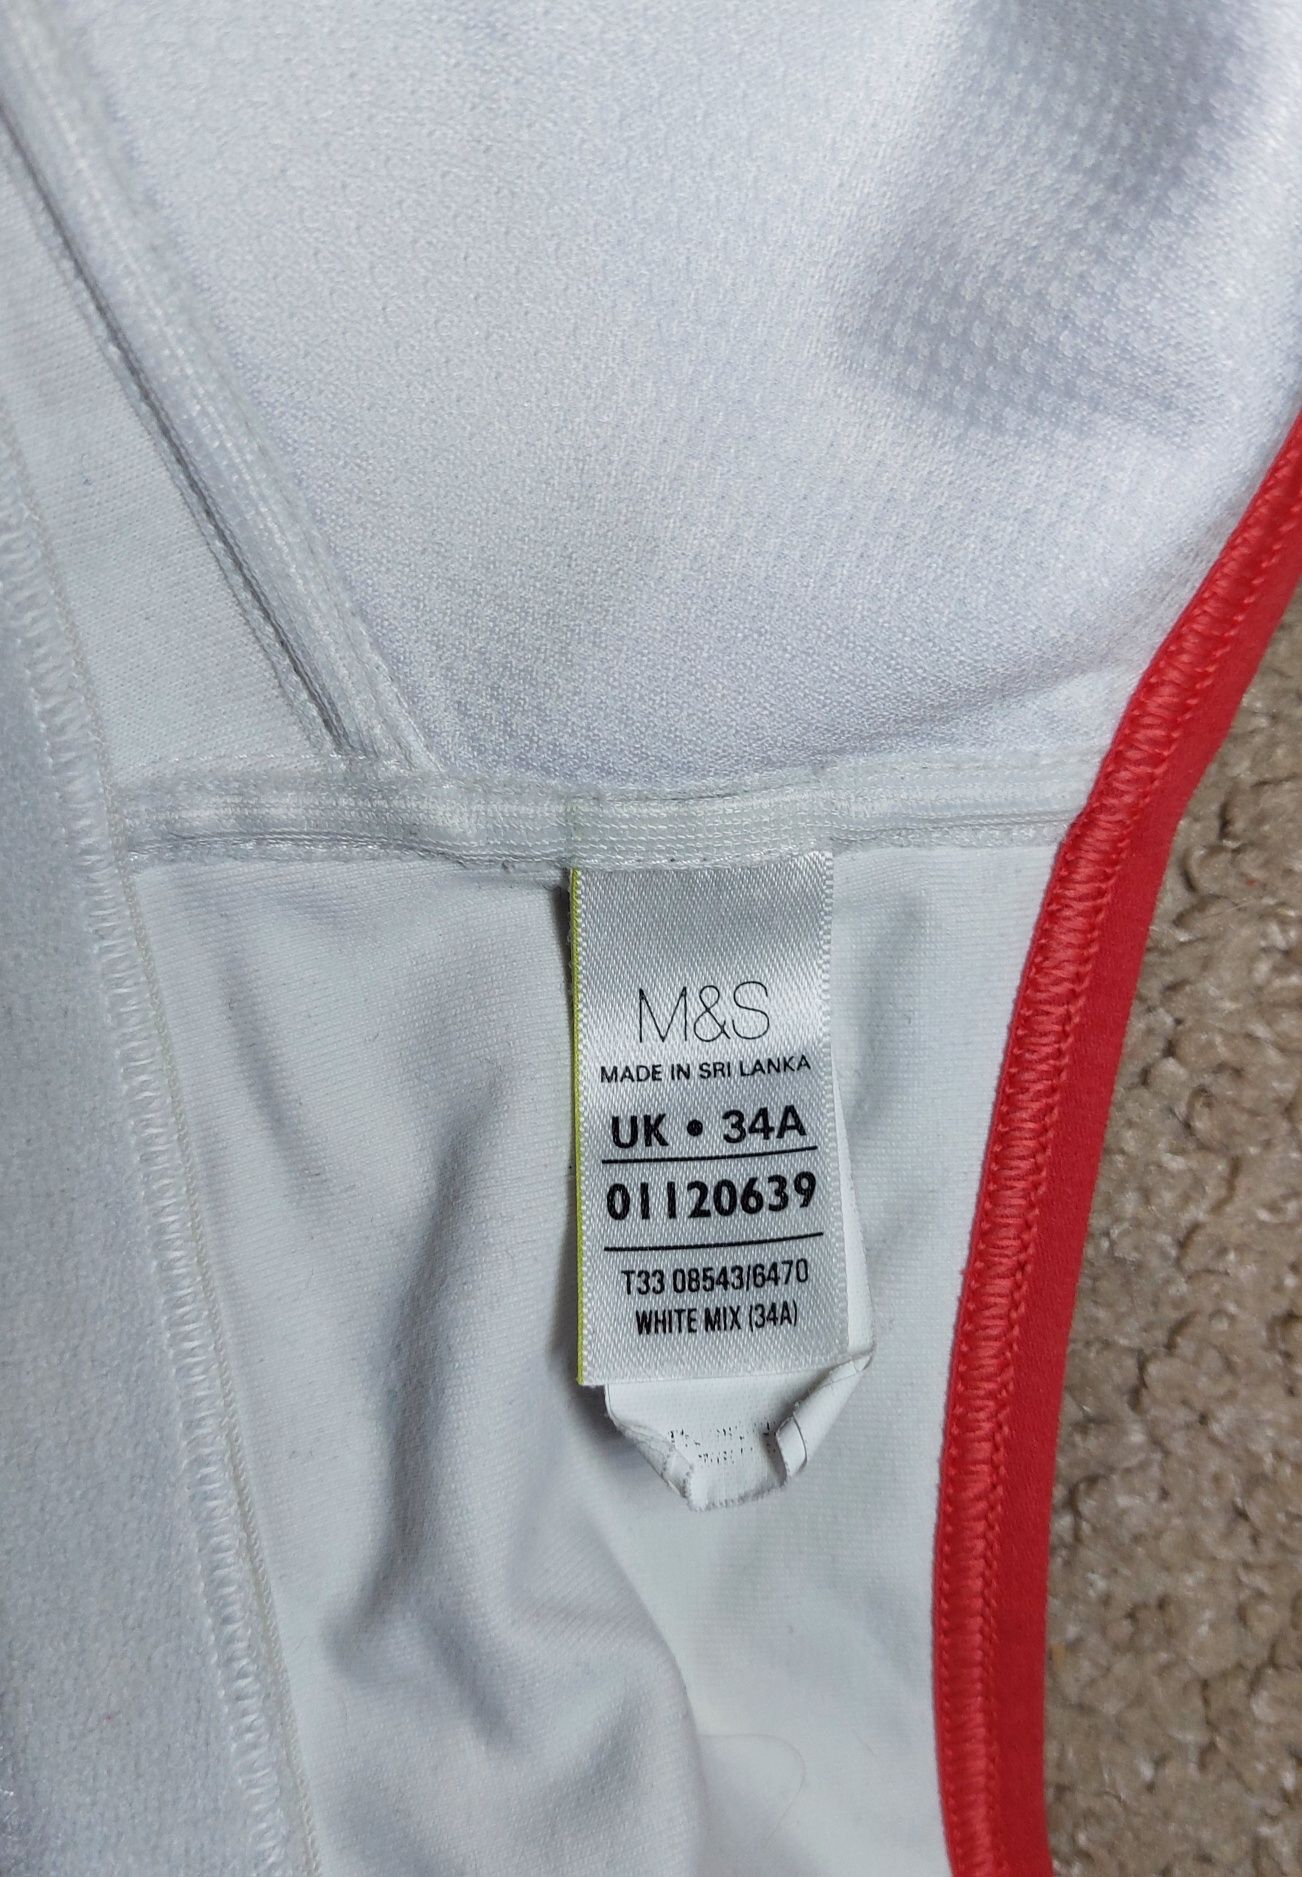 M&S
MADE IN SRI LANKA
UK • 34A
01120639
T33 08543/6470
WHITE MIX (34A)